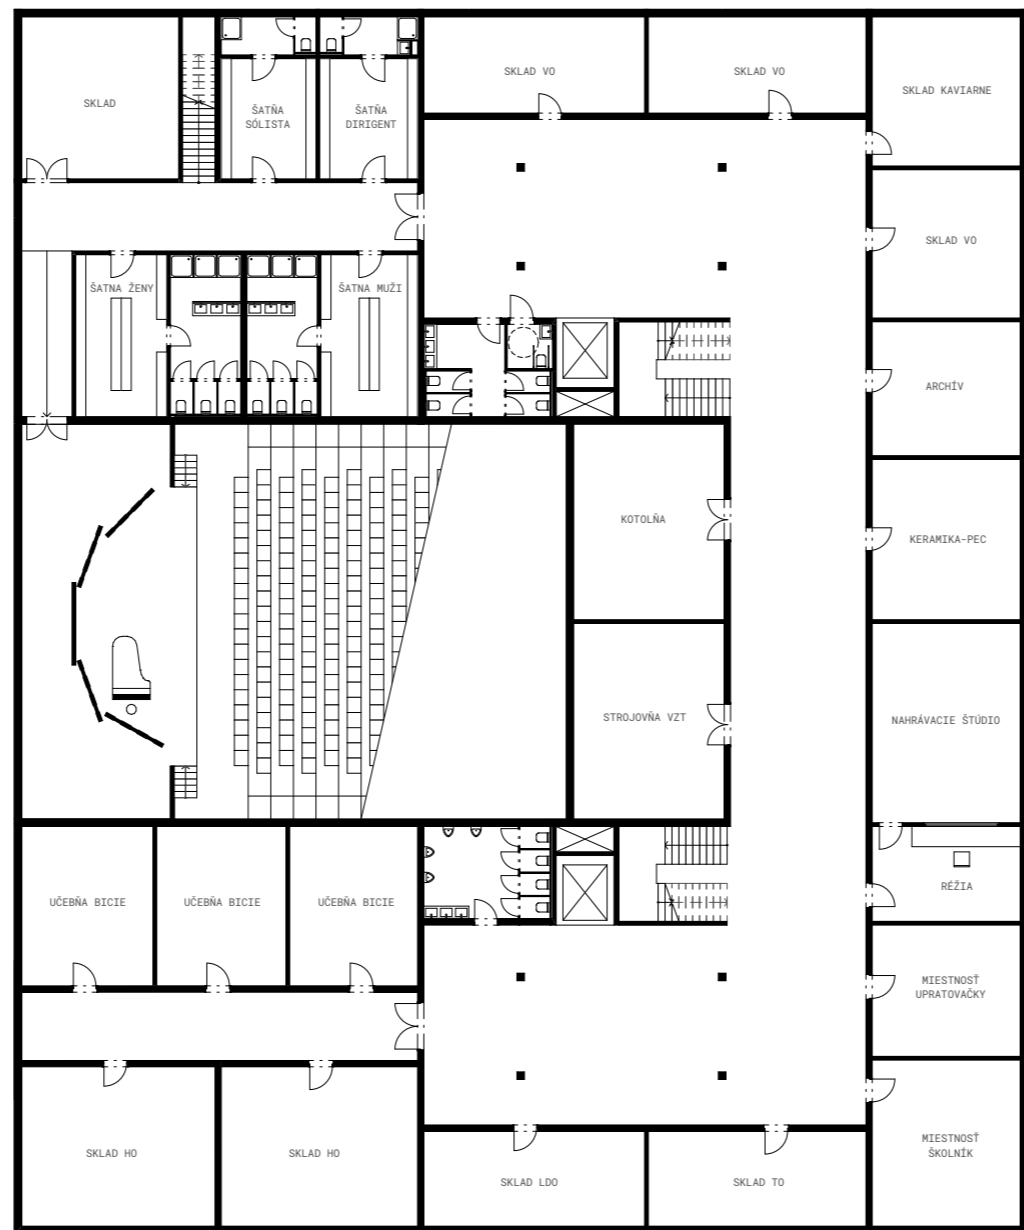 SKLAD VO
SKLAD VO
SKLAD KAVIARNE
SKLAD
ŠATŇA
SÓLISTA
ŠATŇA
DIRIGENT
SKLAD VO
ŠATNA ŽENY
ŠATNA MUŽI
ARCHÍV
KOTOLŇA
KERAMIKA-PEC
STROJOVŇA VZT
NAHRÁVACIE ŠTÚDIO
RÉŽIA
UČEBŇA BICIE
UČEBŇA BICIE
UČEBŇA BICIE
MIESTNOSŤ
UPRATOVAČKY
SKLAD HO
SKLAD HO
SKLAD LDO
SKLAD TO
MIESTNOSŤ
ŠKOLNÍK